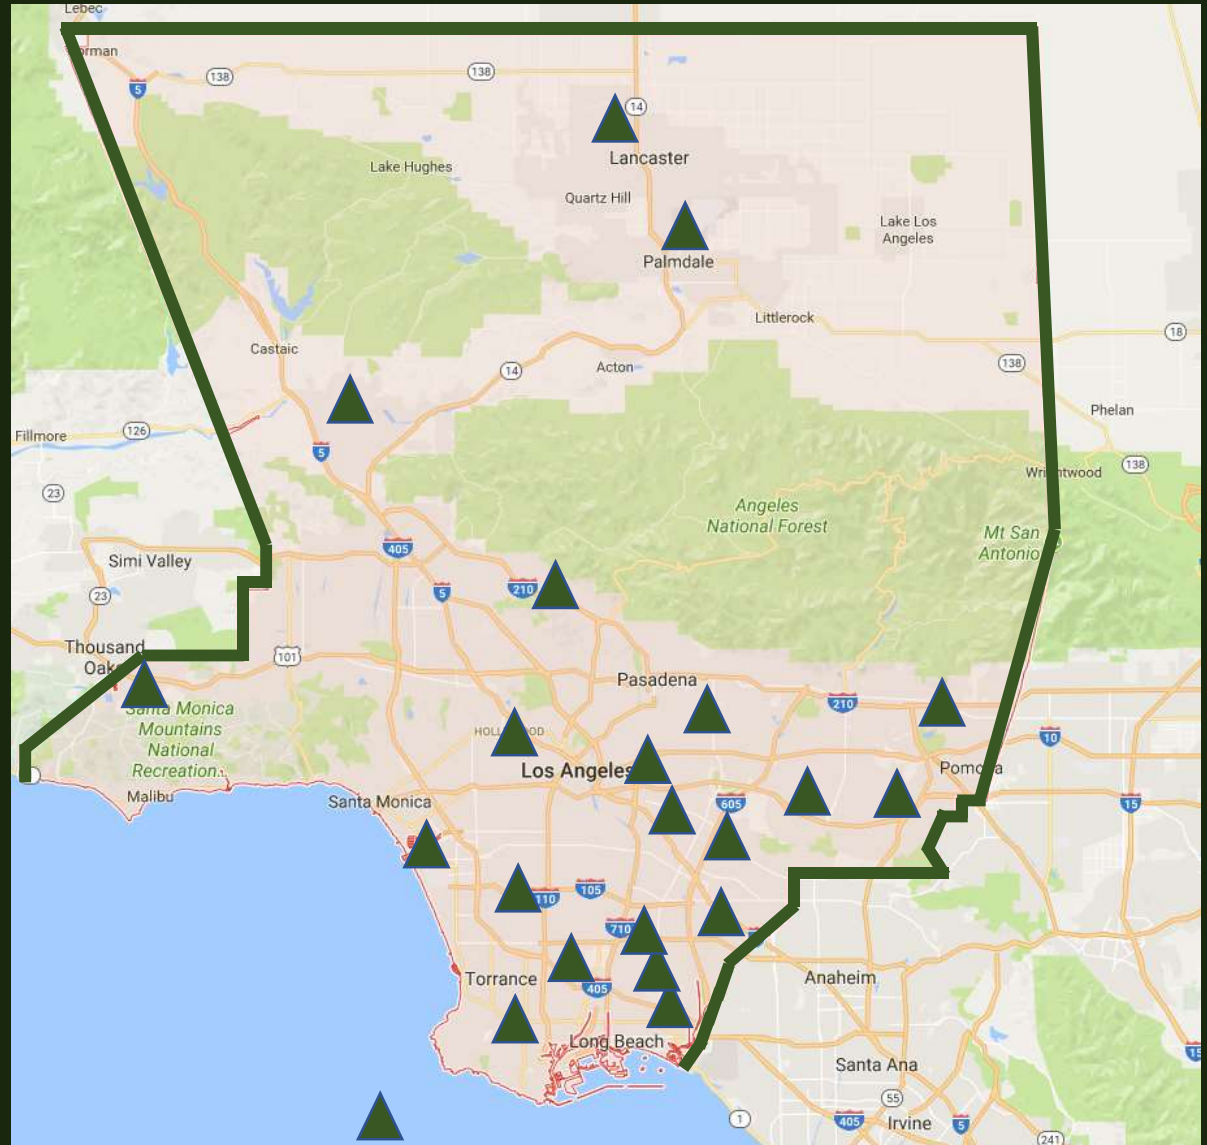 Lebec
orman
138
138
5
14
Lancaster
Lake Hughes
Quartz Hill
Lake Los
Angeles
Palmdale
Littlerock
18
Castaic
Acton
14
138
Phelan
Fillmore
126
5
Wrightwood
138
23
Angeles
National Forest
Mt San
Antonio
405
Simi Valley
210
5
23
Thousand
Oaks
101
Pasadena
210
Santa Monica
Mountains
National
Recreation..
HOLLYWOOD
10
Los Angeles
Pomona
Malibu
Santa Monica
605
15
110
105
710
Torrance
405
Anaheim
Long Beach
15
Santa Ana
55
1
405
Irvine
5
241